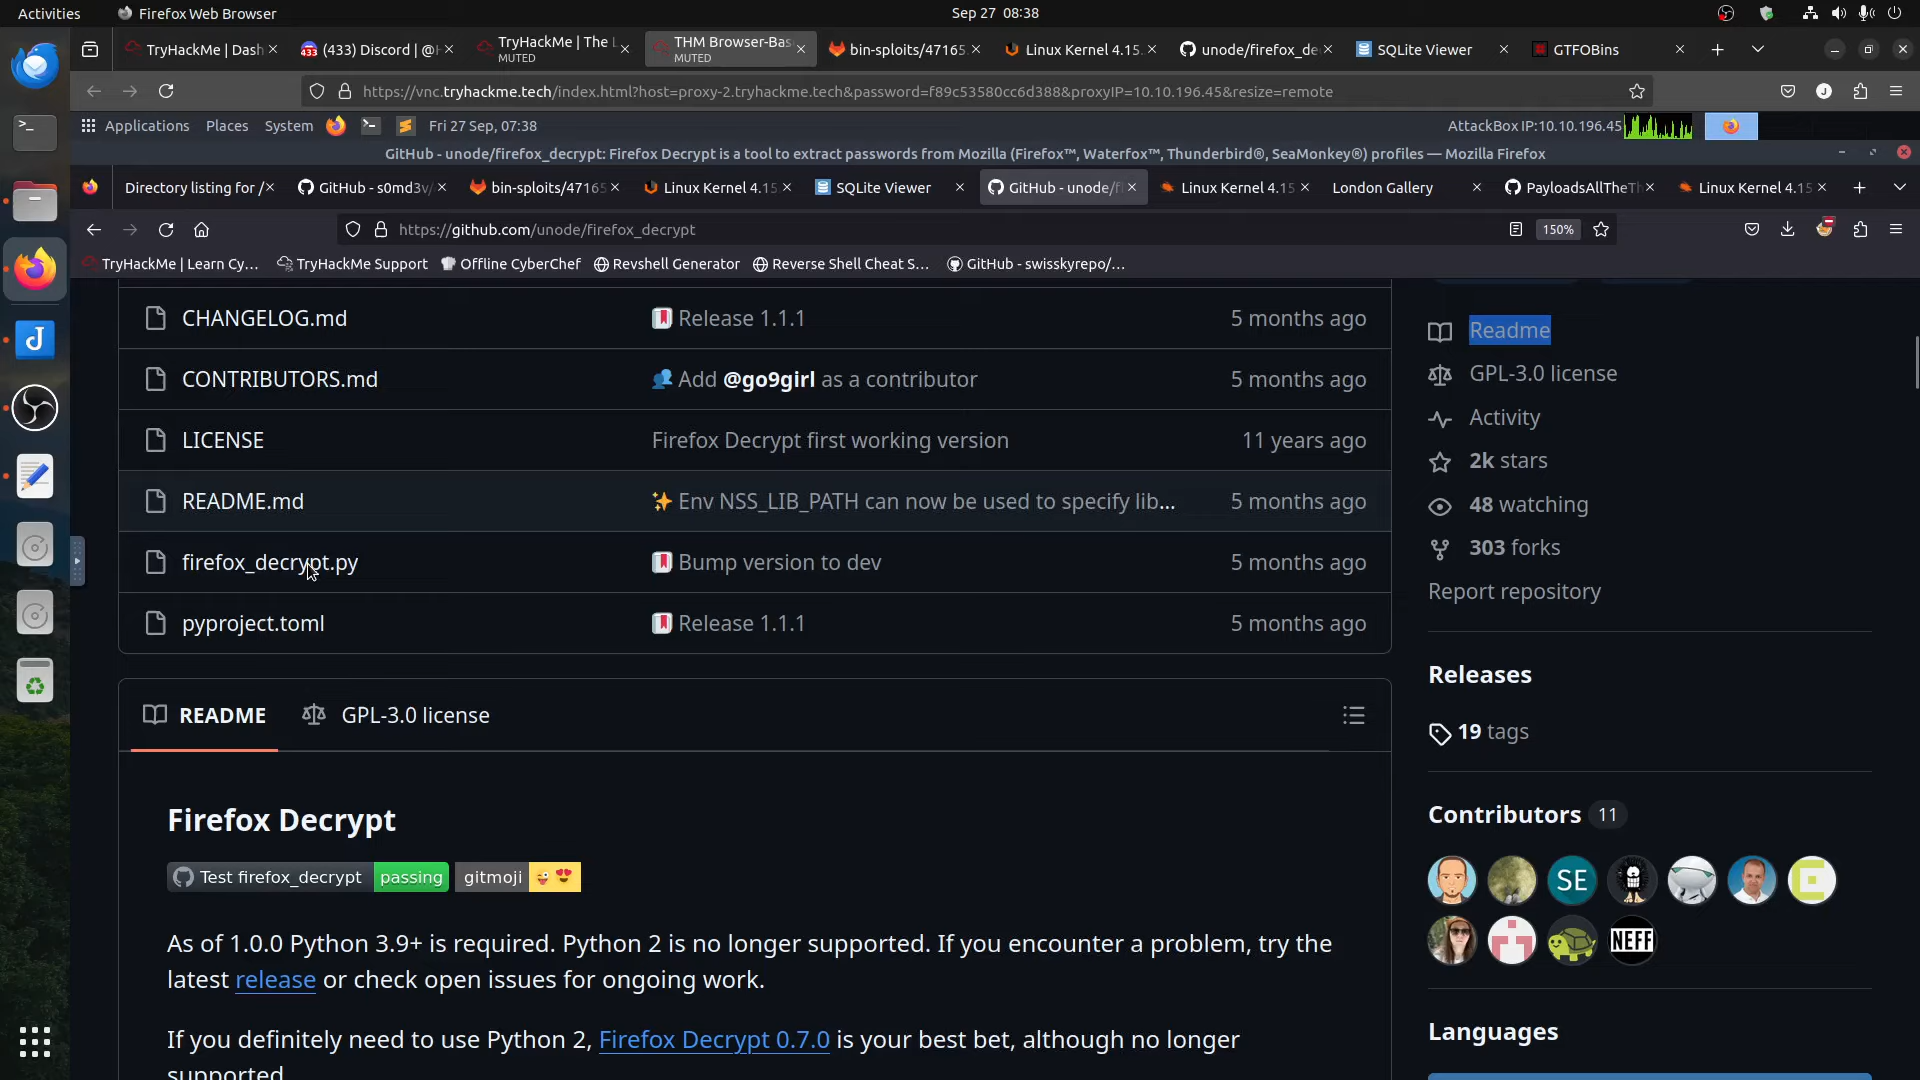 Activities
Firefox Web Browser
Sep 27 08:38
TryHackMe | Dash
(433) Discord | @H
TryHackMe | The L
MUTED
THM Browser-Bas
MUTED
bin-sploits/47165.
Linux Kernel 4.15.
unode/firefox_de
SQLite Viewer
GTFOBins
https://vnc.tryhackme.tech/index.html?host=proxy-2.tryhackme.tech&password=f89c53580cc6d388&proxyIP=10.10.196.45&resize=remote
Applications
Places
System
Fri 27 Sep, 07:38
AttackBox IP:10.10.196.45
GitHub - unode/firefox_decrypt: Firefox Decrypt is a tool to extract passwords from Mozilla (Firefox™, Waterfox™, Thunderbird®, SeaMonkey®) profiles — Mozilla Firefox
Directory listing for /
GitHub - s0md3v/
bin-sploits/47165
Linux Kernel 4.15
SQLite Viewer
GitHub - unode/f
Linux Kernel 4.15
London Gallery
PayloadsAllTheTh
Linux Kernel 4.15
https://github.com/unode/firefox_decrypt
150%
TryHackMe | Learn Cy...
TryHackMe Support
Offline CyberChef
Revshell Generator
Reverse Shell Cheat S...
GitHub - swisskyrepo/...
CHANGELOG.md
Release 1.1.1
5 months ago
CONTRIBUTORS.md
Add @go9girl as a contributor
5 months ago
LICENSE
Firefox Decrypt first working version
11 years ago
README.md
Env NSS_LIB_PATH can now be used to specify lib...
5 months ago
firefox_decrypt.py
Bump version to dev
5 months ago
pyproject.toml
Release 1.1.1
5 months ago
README
GPL-3.0 license
Firefox Decrypt
Test firefox_decrypt passing
gitmoji
As of 1.0.0 Python 3.9+ is required. Python 2 is no longer supported. If you encounter a problem, try the
latest release or check open issues for ongoing work.
If you definitely need to use Python 2, Firefox Decrypt 0.7.0 is your best bet, although no longer
supported.
Readme
GPL-3.0 license
Activity
2k stars
48 watching
303 forks
Report repository
Releases
19 tags
Contributors 11
SE
NEFF
Languages